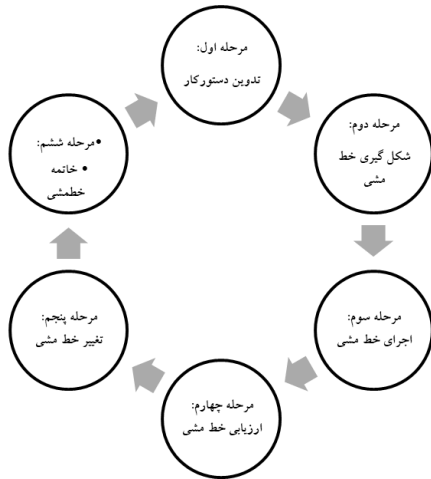 مرحله اول:
تدوین دستورکار
مرحله دوم:
شکل گیری خط
مشی
مرحله سوم:
اجرای خط مشی
مرحله چهارم:
ارزیابی خط مشی
مرحله پنجم:
تغییر خط مشی
•مرحله ششم:
• خاتمه
خطمشی